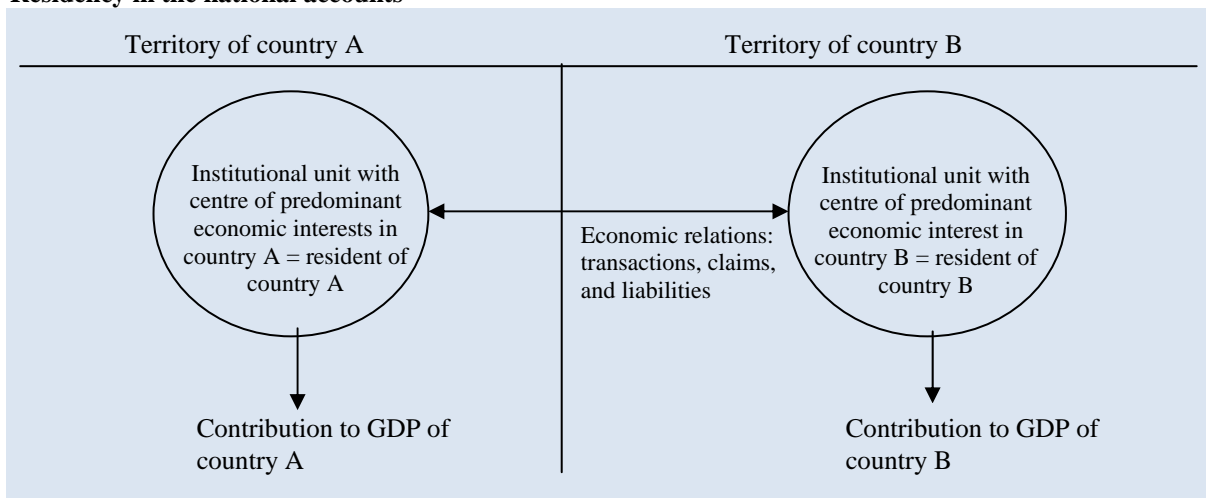 Residency in the national accounts
Territory of country A
Territory of country B
Institutional unit with
centre of predominant
economic interests in
country A = resident of
country A
Economic relations:
transactions, claims,
and liabilities
Institutional unit with
centre of predominant
economic interest in
country B = resident of
country B
Contribution to GDP of
country A
Contribution to GDP of
country B